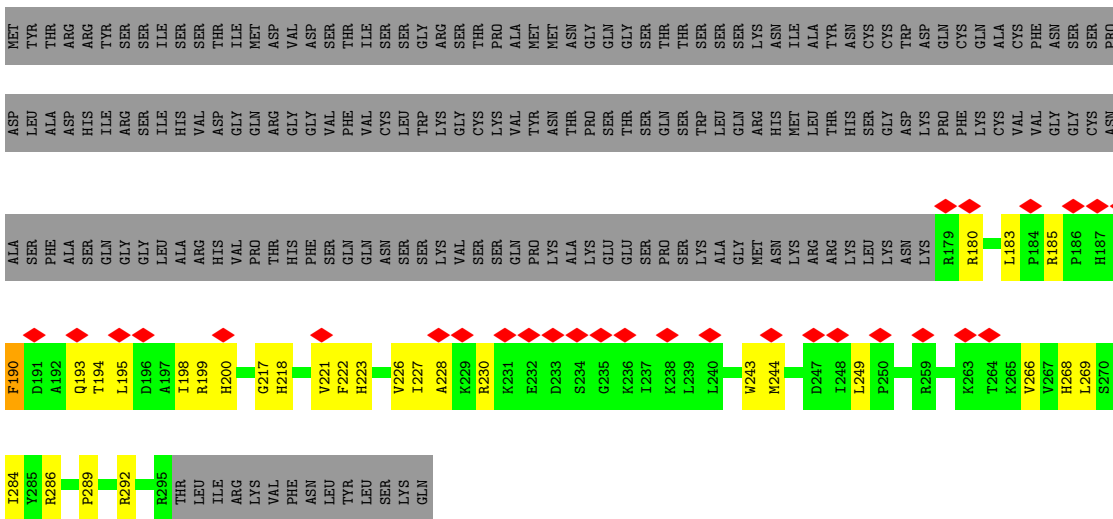 MET TYR THR ARG ARG TYR SER SER ILE SER SER THR ILE MET ASP VAL ASP SER THR ILE SER SER GLY ARG SER THR PRO ALA MET MET ASN GLY GLN GLY SER THR THR SER SER SER LYS ASN ILE ALA TYR ASN CYS CYS TRP ASP GLN CYS GLN ALA CYS PHE ASN SER SER PRO
ASP LEU ALA ASP HIS ILE ARG SER ILE HIS VAL ASP GLY GLN ARG GLY GLY VAL PHE VAL CYS LEU TRP LYS GLY CYS LYS VAL TYR ASN THR PRO SER THR SER GLN SER TRP LEU GLN ARG HIS MET LEU THR HIS SER GLY ASP LYS PRO PHE LYS CYS VAL VAL GLY GLY CYS ASN
ALA SER PHE ALA SER GLN GLY GLY LEU ALA ARG HIS VAL PRO THR HIS PHE SER GLN GLN ASN SER SER LYS VAL SER SER GLN PRO LYS ALA LYS GLU GLU SER PRO SER LYS ALA GLY MET ASN LYS ARG ARG LYS LEU LYS ASN LYS R179 R180 L183 P184 R185 P186 H187
F190 D191 A192 Q193 T194 L195 D196 A197 I198 R199 H200 G217 H218 V221 F222 H223 V226 I227 A228 K229 R230 K231 E232 D233 S234 G235 K236 I237 K238 L239 L240 W243 M244 D247 I248 L249 P250 R259 K263 T264 K265 V266 V267 H268 L269 S270
I284 Y285 R286 P289 R292 R295 THR LEU ILE ARG LYS VAL PHE ASN LEU TYR LEU SER LYS GLN